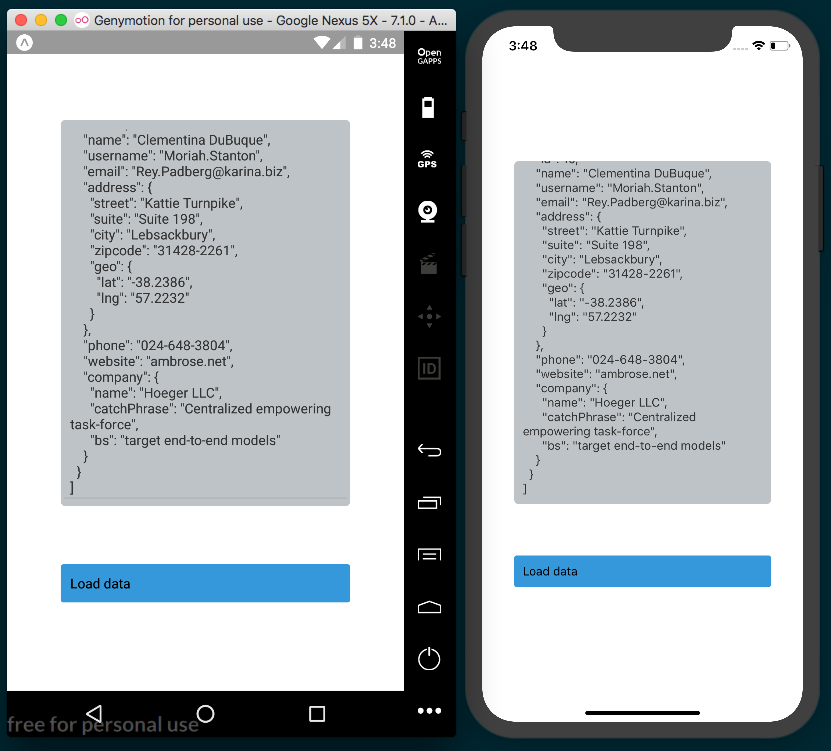 Genymotion for personal use - Google Nexus 5X - 7.1.0 - A...
3:48
Open
GAPPS
GPS
ID
"name": "Clementina DuBuque",
"username": "Moriah.Stanton",
"email": "Rey.Padberg@karina.biz",
"address": {
"street": "Kattie Turnpike",
"suite": "Suite 198",
"city": "Lebsackbury",
"zipcode": "31428-2261",
"geo": {
"lat": "-38.2386",
"lng": "57.2232"
}
},
"phone": "024-648-3804",
"website": "ambrose.net",
"company": {
"name": "Hoeger LLC",
"catchPhrase": "Centralized empowering
task-force",
"bs": "target end-to-end models"
}
}
]
Load data
free for personal use
3:48
"name": "Clementina DuBuque",
"username": "Moriah.Stanton",
"email": "Rey.Padberg@karina.biz",
"address": {
"street": "Kattie Turnpike",
"suite": "Suite 198",
"city": "Lebsackbury",
"zipcode": "31428-2261",
"geo": {
"lat": "-38.2386",
"lng": "57.2232"
}
},
"phone": "024-648-3804",
"website": "ambrose.net",
"company": {
"name": "Hoeger LLC",
"catchPhrase": "Centralized
empowering task-force",
"bs": "target end-to-end models"
}
}
]
Load data